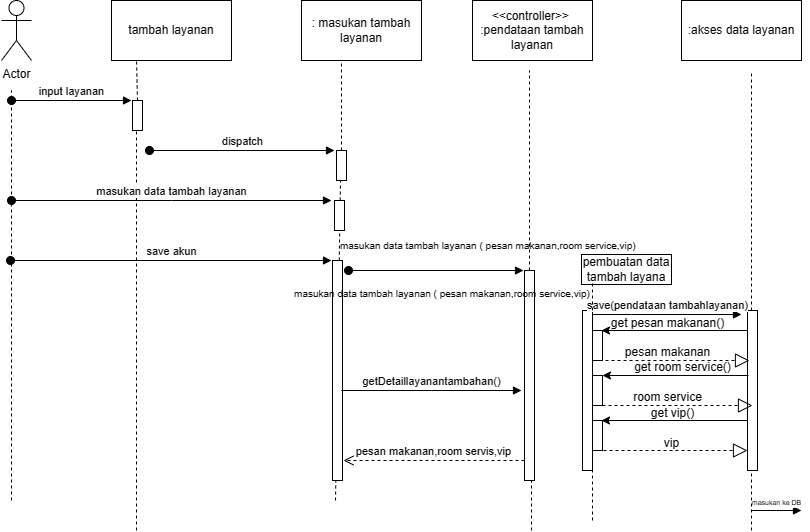 tambah layanan
: masukan tambah
layanan
<<controller>>
:pendataan tambah
layanan
:akses data layanan
Actor
input layanan
dispatch
masukan data tambah layanan
save akun
masukan data tambah layanan ( pesan makanan,room service,vip)
pembuatan data
tambah layana
masukan data tambah layanan ( pesan makanan,room service,vip)
save(pendataan tambahlayanan)
get pesan makanan()
pesan makanan
get room service()
getDetaillayanantambahan()
room service
get vip()
vip
pesan makanan,room servis,vip
masukan ke DB